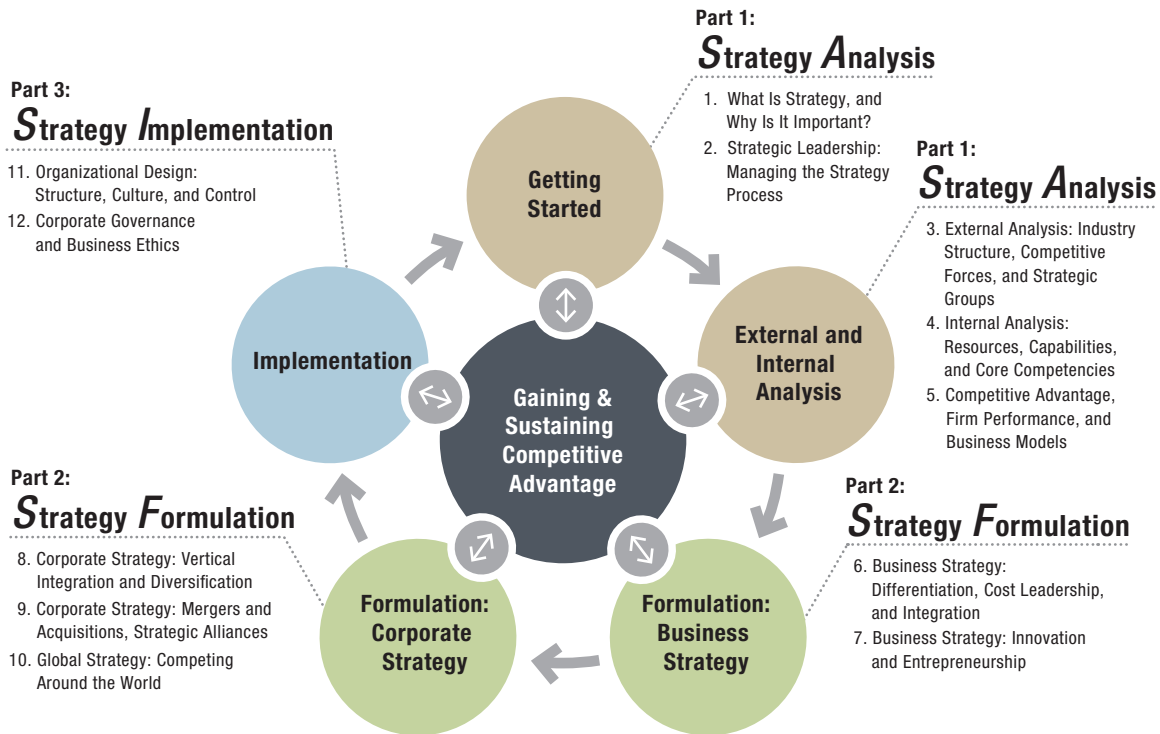 Part 1:
Strategy Analysis
1. What Is Strategy, and
Why Is It Important?
2. Strategic Leadership:
Managing the Strategy
Process
Part 1:
Strategy Analysis
3. External Analysis: Industry
Structure, Competitive
Forces, and Strategic
Groups
4. Internal Analysis:
Resources, Capabilities,
and Core Competencies
5. Competitive Advantage,
Firm Performance, and
Business Models
Part 2:
Strategy Formulation
6. Business Strategy:
Differentiation, Cost Leadership,
and Integration
7. Business Strategy: Innovation
and Entrepreneurship
Part 2:
Strategy Formulation
8. Corporate Strategy: Vertical
Integration and Diversification
9. Corporate Strategy: Mergers and
Acquisitions, Strategic Alliances
10. Global Strategy: Competing
Around the World
Part 3:
Strategy Implementation
11. Organizational Design:
Structure, Culture, and Control
12. Corporate Governance
and Business Ethics
Getting
Started
External and
Internal
Analysis
Formulation:
Business
Strategy
Formulation:
Corporate
Strategy
Implementation
Gaining &
Sustaining
Competitive
Advantage